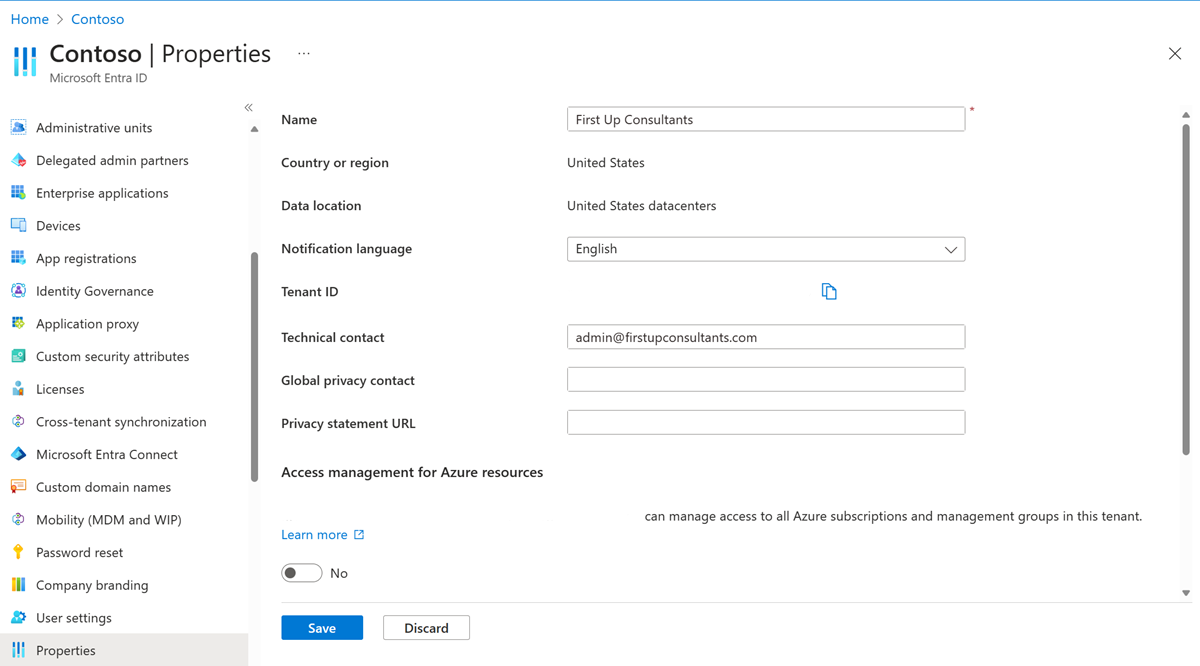 Home > Contoso
Contoso | Properties ...
Microsoft Entra ID
Administrative units
Delegated admin partners
Enterprise applications
Devices
App registrations
Identity Governance
Application proxy
Custom security attributes
Licenses
Cross-tenant synchronization
Microsoft Entra Connect
Custom domain names
Mobility (MDM and WIP)
Password reset
Company branding
User settings
Properties
Name First Up Consultants *
Country or region United States
Data location United States datacenters
Notification language English
Tenant ID
Technical contact admin@firstupconsultants.com
Global privacy contact
Privacy statement URL
Access management for Azure resources
can manage access to all Azure subscriptions and management groups in this tenant.
Learn more
No
Save Discard